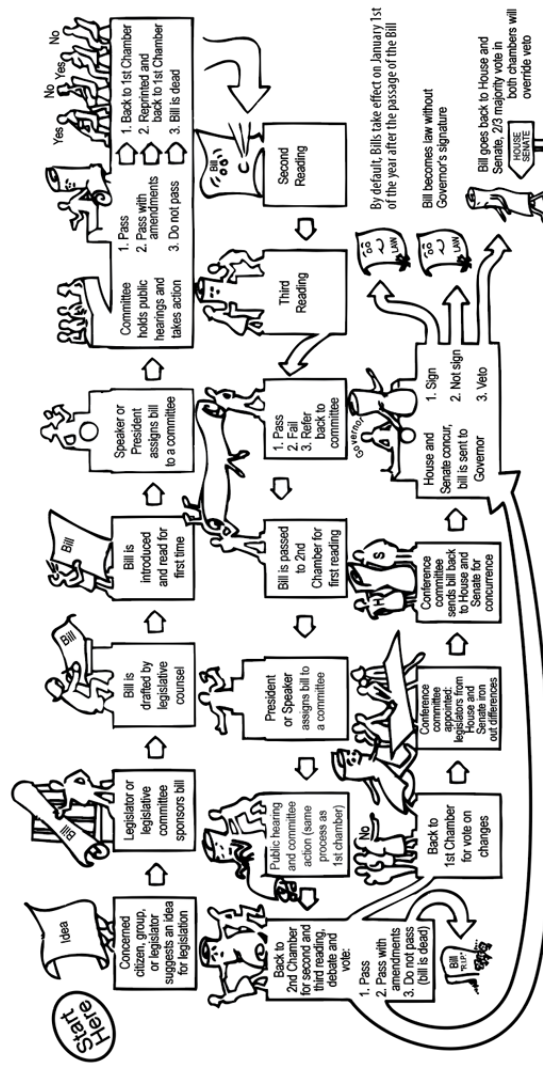 Start
Here
Idea
Concerned
citizen, group,
or legislator
suggests an idea
for legislation
Bill
Legislator or
legislative
committee
sponsors bill
Bill
Bill is
drafted by
legislative
counsel
Bill
Bill is
introduced
and read for
first time
Speaker or
President
assigns bill
to a committee
Committee
holds public
hearings and
takes action
1. Pass
2. Pass with
amendments
3. Do not pass
1. Back to 1st Chamber
2. Reprinted and
back to 1st Chamber
3. Bill is dead
Yes
No
Yes
No
Bill
Second
Reading
Third
Reading
1. Pass
2. Fail
3. Refer
back to
committee
Bill is passed
to 2nd
Chamber for
first reading
President
or Speaker
assigns bill to
a committee
Public hearing
and committee
action (same
process as
1st chamber)
Back to
2nd Chamber
for second and
third reading,
debate and
vote:
1. Pass
2. Pass with
amendments
3. Do not pass
(bill is dead)
Bill
R.I.P.
No
Back to
1st Chamber
for vote on
changes
Conference
committee
appointed:
legislators from
House and
Senate iron
out differences
H
S
Conference
committee
sends bill back
to House and
Senate for
concurrence
Governor
House and
Senate concur,
bill is sent to
Governor
1. Sign
2. Not sign
3. Veto
LAW
By default, Bills take effect on January 1st
of the year after the passage of the Bill
LAW
Bill becomes law without
Governor's signature
HOUSE
SENATE
Bill goes back to House and
Senate, 2/3 majority vote in
both chambers will
override veto